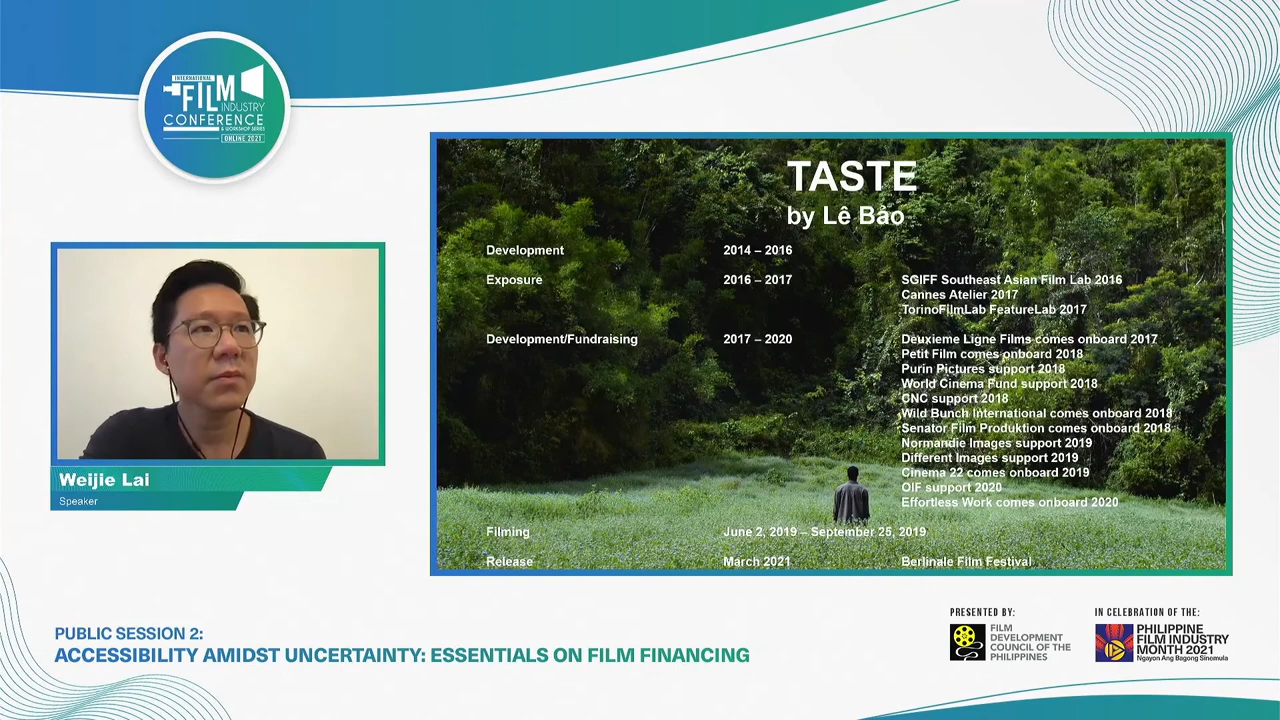 INTERNATIONAL
FILM
INDUSTRY
CONFERENCE
& WORKSHOP SERIES
ONLINE 2021
TASTE
by Lê Bảo
Development 2014 – 2016
Exposure 2016 – 2017 SGIFF Southeast Asian Film Lab 2016
Cannes Atelier 2017
TorinoFilmLab FeatureLab 2017
Development/Fundraising 2017 – 2020 Deuxieme Ligne Films comes onboard 2017
Petit Film comes onboard 2018
Purin Pictures support 2018
World Cinema Fund support 2018
CNC support 2018
Wild Bunch International comes onboard 2018
Senator Film Produktion comes onboard 2018
Normandie Images support 2019
Different Images support 2019
Cinema 22 comes onboard 2019
OIF support 2020
Effortless Work comes onboard 2020
Filming June 2, 2019 – September 25, 2019
Release March 2021 Berlinale Film Festival
Weijie Lai
Speaker
PUBLIC SESSION 2:
ACCESSIBILITY AMIDST UNCERTAINTY: ESSENTIALS ON FILM FINANCING
PRESENTED BY:
FILM
DEVELOPMENT
COUNCIL OF THE
PHILIPPINES
IN CELEBRATION OF THE:
PHILIPPINE
FILM INDUSTRY
MONTH 2021
Ngayon Ang Bagong Sinemula